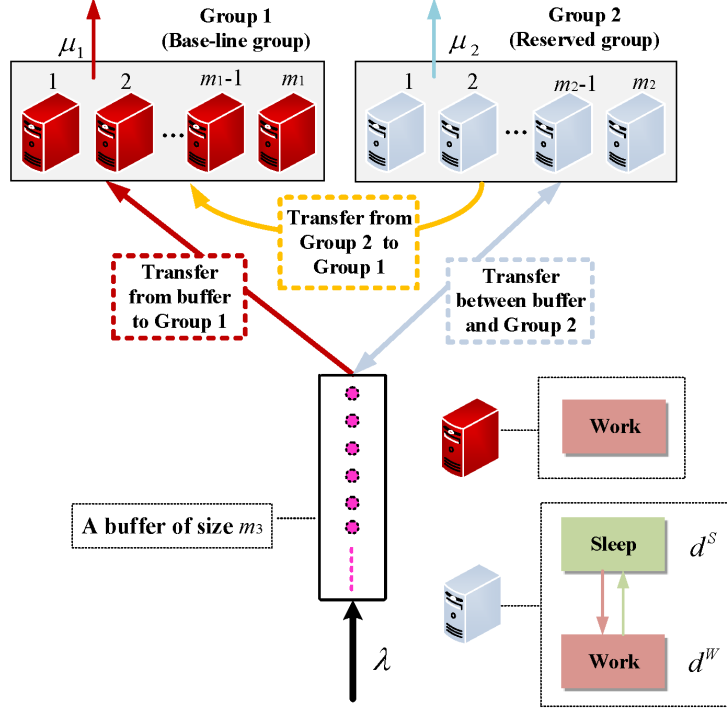 Group 1
(Base-line group)
μ₁
1 2 ... m₁-1 m₁
Group 2
(Reserved group)
μ₂
1 2 ... m₂-1 m₂
Transfer from
Group 2 to
Group 1
Transfer
from buffer
to Group 1
Transfer
between buffer
and Group 2
A buffer of size m₃
λ
Work
Sleep
d^S
Work
d^W